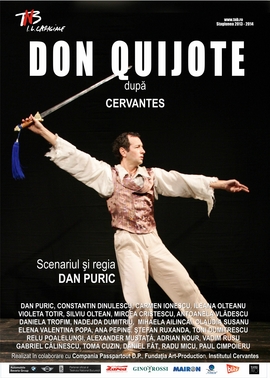 TNB
I.L. CARAGIALE
www.tnb.ro
Stagiunea 2013 - 2014
DON QUIJOTE
după
CERVANTES
Scenariul și regia
DAN PURIC
DAN PURIC, CONSTANTIN DINULESCU, CARMEN IONESCU, ILEANA OLTEANU
VIOLETA TOTIR, SILVIU OLTEAN, MIRCEA CRISTESCU, ANTOANELA VLĂDESCU
DANIELA TROFIM, NADEJDA DUMITRIU, MIHAELA AILINCĂ, CLAUDIU SUSANU
ELENA VALENTINA POPA, ANA PEPINE, ȘTEFAN RUXANDA, TONI DUMITRESCU
RELU POALELUNGI, ALEXANDER MUSTAȚĂ, ADRIAN NOUR, VADIM RUSU
GABRIEL CĂLINESCU, TOMA CUZIN, DANIEL FĂT, RADU MICU, PAUL CIMPOIERU
Realizat în colaborare cu Compania Passpartout D.P., Fundația Art-Production, Institutul Cervantes
MAIRON